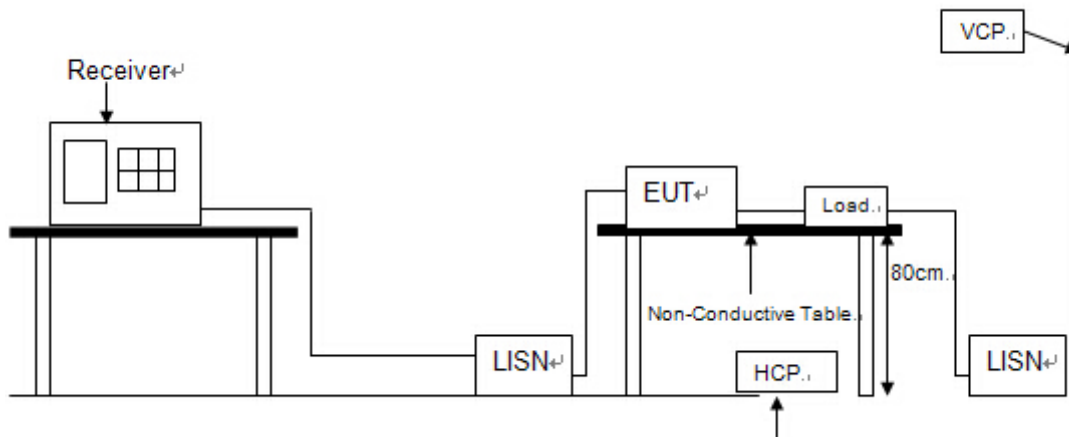 VCP.
Receiver↵
EUT↵
Load.
80cm.
Non-Conductive Table.
LISN↵
HCP.
LISN↵